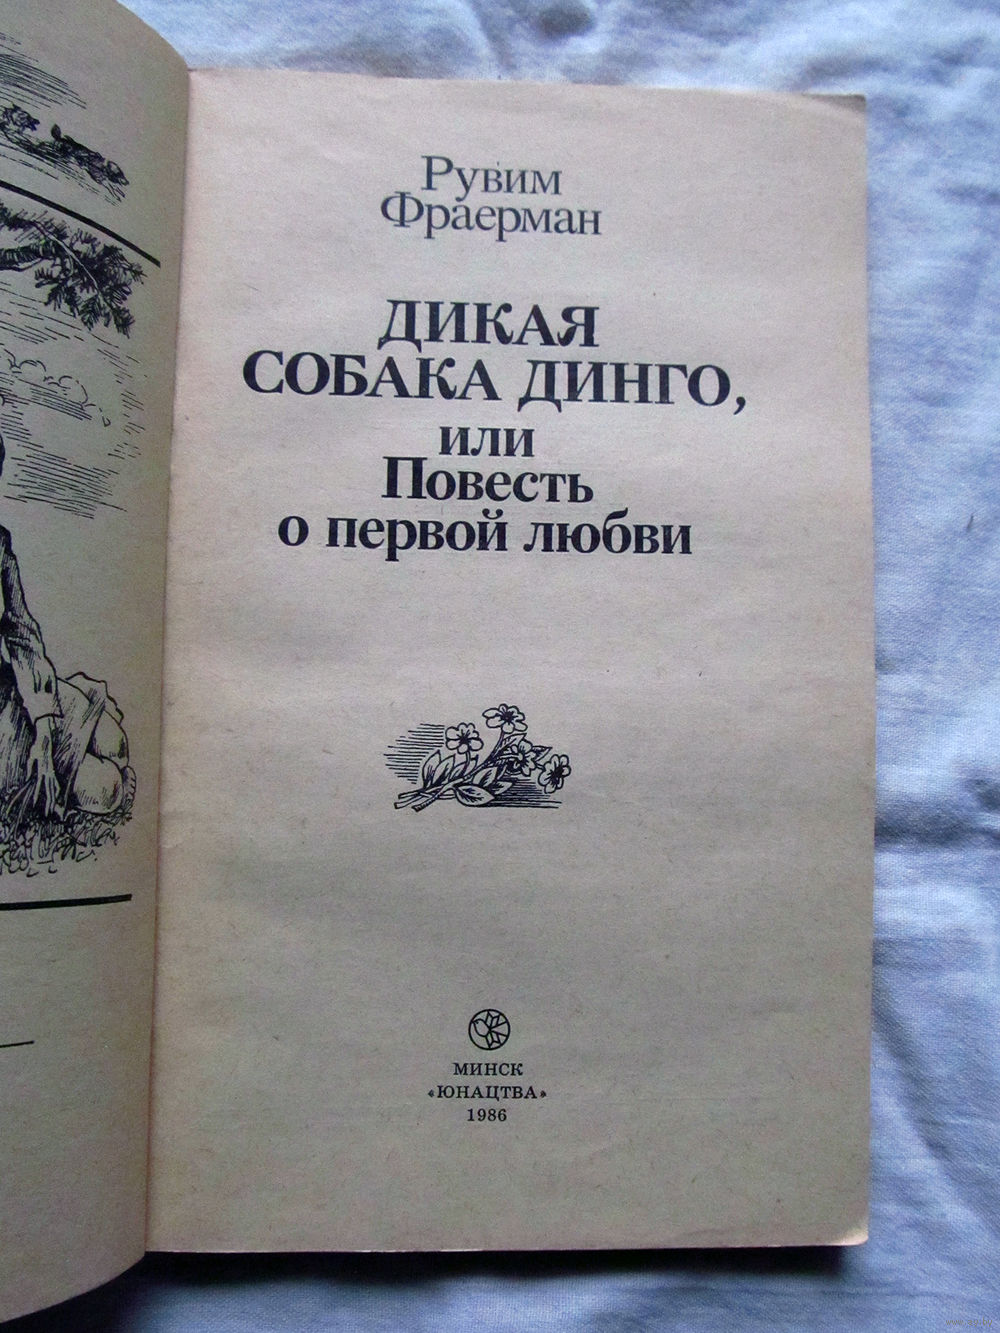 Рувим
Фраерман
ДИКАЯ
СОБАКА ДИНГО,
или
Повесть
о первой любви
МИНСК
«ЮНАЦТВА»
1986